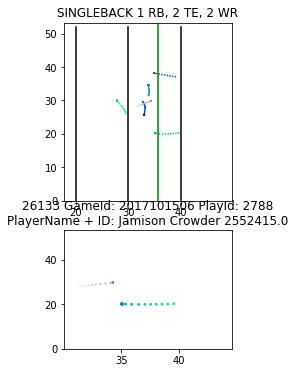 SINGLEBACK 1 RB, 2 TE, 2 WR
50
40
30
20
10
0
20 30 40
26133 GameId: 2017101506 PlayId: 2788
PlayerName + ID: Jamison Crowder 2552415.0
40
20
0
35 40